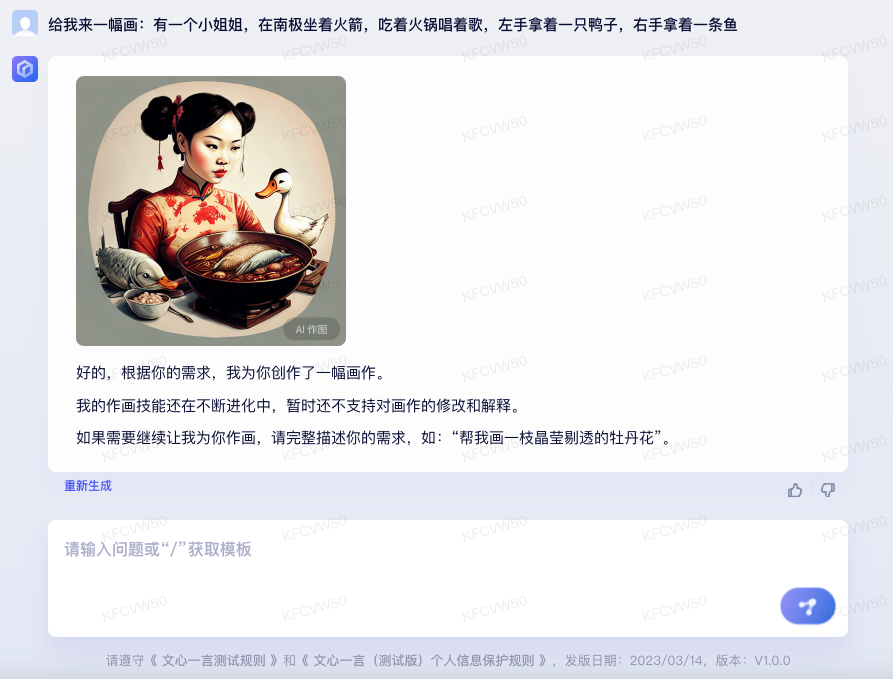 给我来一幅画：有一个小姐姐，在南极坐着火箭，吃着火锅唱着歌，左手拿着一只鸭子，右手拿着一条鱼
AI 作图
好的，根据你的需求，我为你创作了一幅画作。
我的作画技能还在不断进化中，暂时还不支持对画作的修改和解释。
如果需要继续让我为你作画，请完整描述你的需求，如：“帮我画一枝晶莹剔透的牡丹花”。
重新生成
请输入问题或“/”获取模板
请遵守《 文心一言测试规则 》和《 文心一言（测试版）个人信息保护规则 》，发版日期：2023/03/14，版本：V1.0.0
KFCVW50